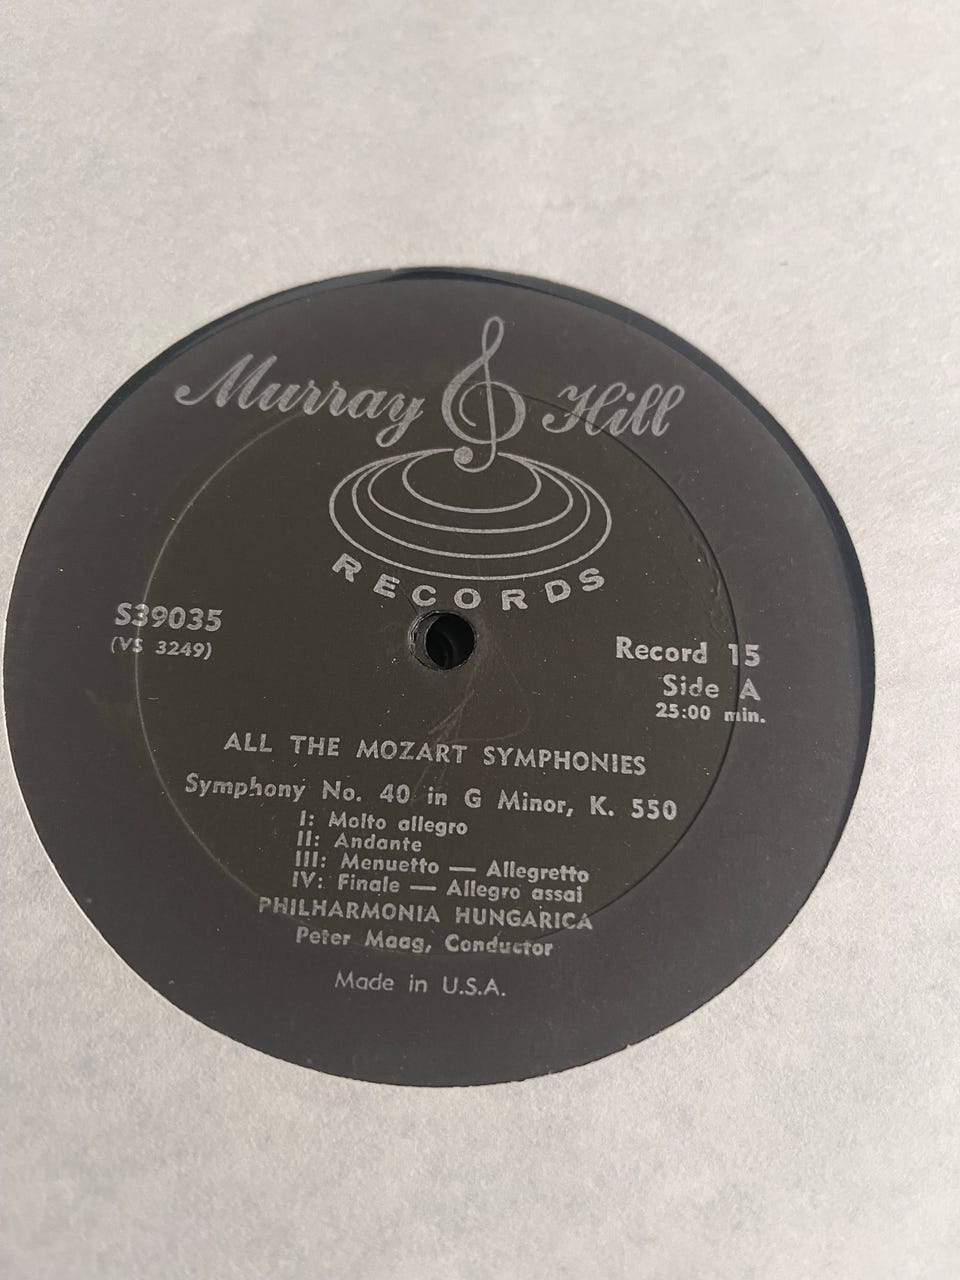 Murray Hill
RECORDS
S39035
(VS 3249)
Record 15
Side A
25:00 min.
ALL THE MOZART SYMPHONIES
Symphony No. 40 in G Minor, K. 550
I: Molto allegro
II: Andante
III: Menuetto — Allegretto
IV: Finale — Allegro assai
PHILHARMONIA HUNGARICA
Peter Maag, Conductor
Made in U.S.A.